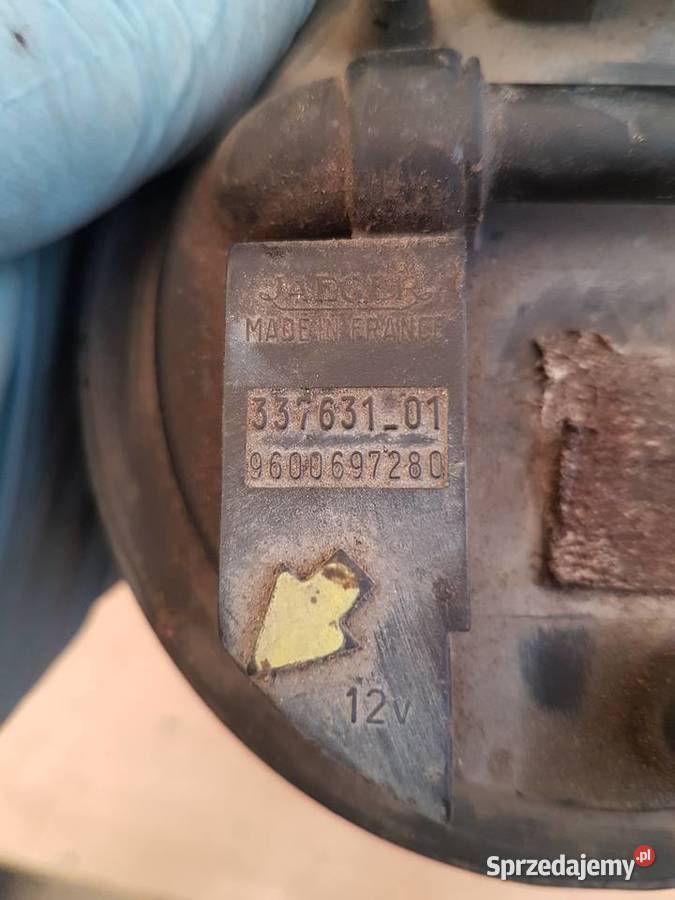 JAEGER
MADE IN FRANCE
337631_01
9600697280
12v
Sprzedajemy.pl